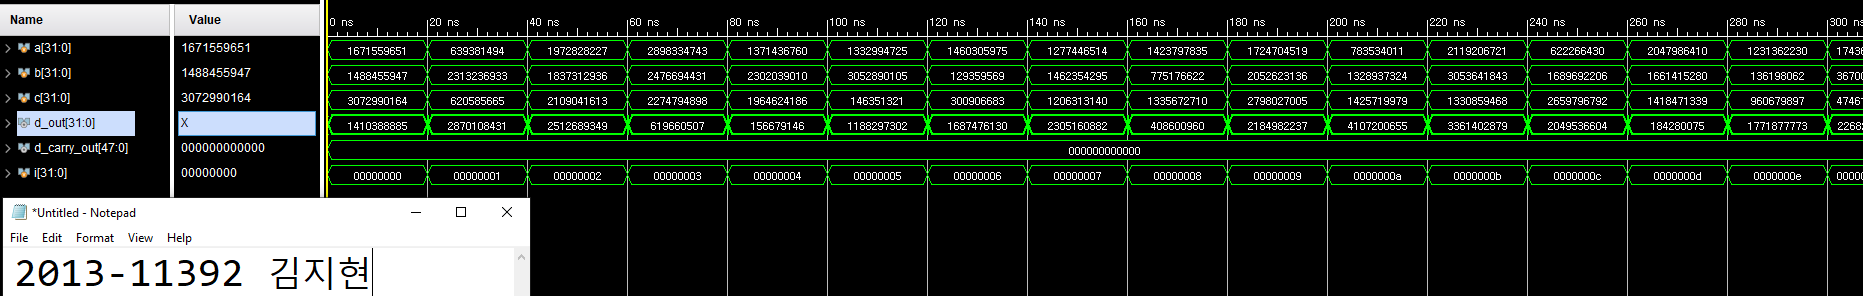 Name Value 0 ns 20 ns 40 ns 60 ns 80 ns 100 ns 120 ns 140 ns 160 ns 180 ns 200 ns 220 ns 240 ns 260 ns 280 ns 300 ns
a[31:0] 1671559651 1671559651 639381494 1972828227 2898334743 1371436760 1332994725 1460305975 1277446514 1423797835 1724704519 783534011 2119206721 622266430 2047986410 1231362230 1743
b[31:0] 1488455947 1488455947 2313236933 1837312936 2476694431 2302039010 3052890105 129359569 1462354295 775176622 2052623136 1328937324 3053641843 1689692206 1661415280 136198062 3670
c[31:0] 3072990164 3072990164 620585665 2109041613 2274794898 1964624186 146351321 300906683 1206313140 1335672710 2798027005 1425719979 1330859468 2659796792 1418471339 960679897 4746
d_out[31:0] X 1410388885 2870108431 2512689349 619660507 156679146 1188297302 1687476130 2305160882 408600960 2184982237 4107200655 3361402879 2049536604 184280075 1771877773 2268
d_carry_out[47:0] 000000000000 000000000000
i[31:0] 00000000 00000000 00000001 00000002 00000003 00000004 00000005 00000006 00000007 00000008 00000009 0000000a 0000000b 0000000c 0000000d 0000000e 00000
*Untitled - Notepad
File Edit Format View Help
2013-11392 김지현